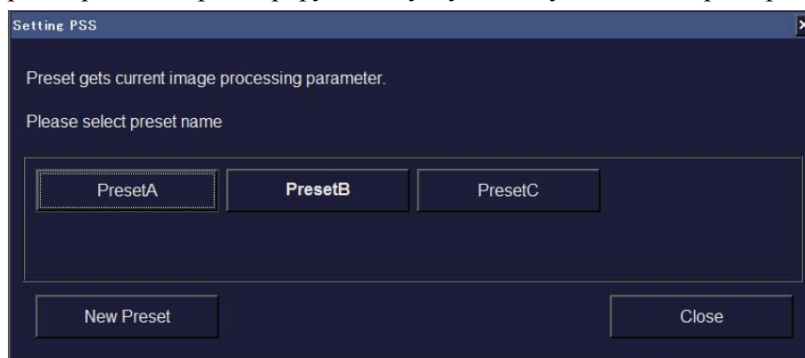 Setting PSS
Preset gets current image processing parameter.
Please select preset name
PresetA PresetB PresetC
New Preset Close